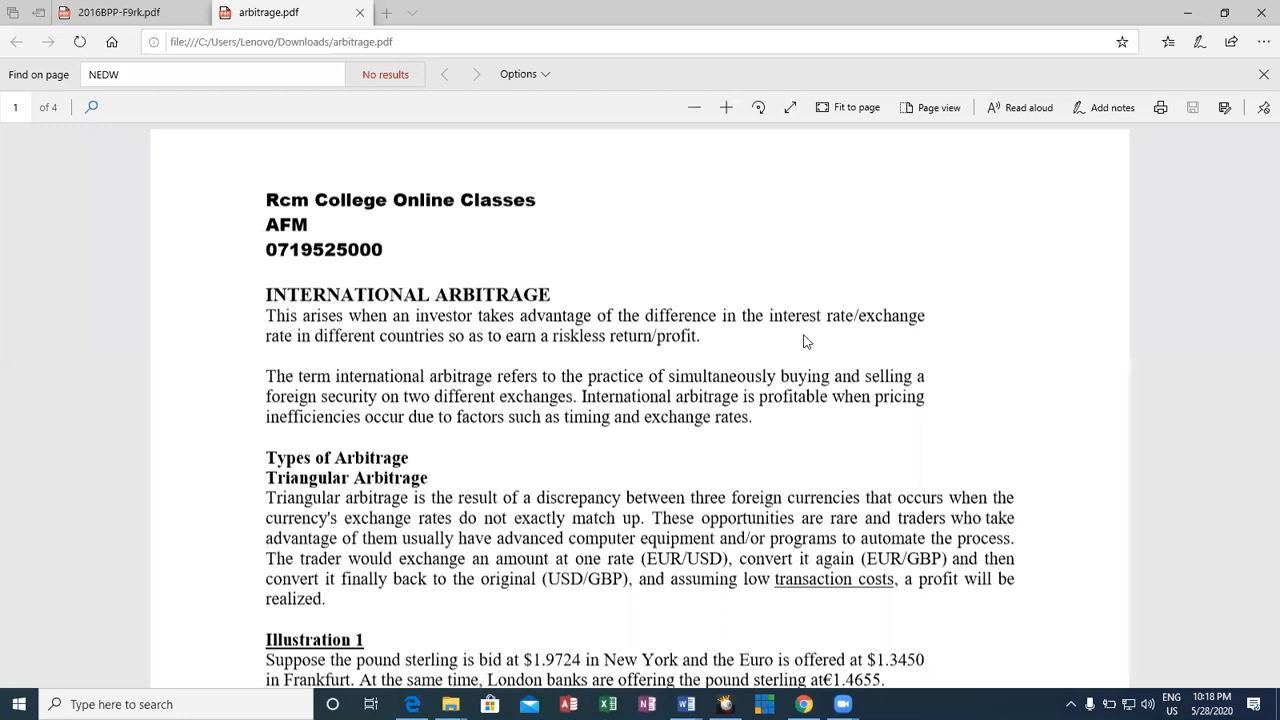 2016BPP-F9rk.pdf
arbitrage.pdf
file:///C:/Users/Lenovo/Downloads/arbitrage.pdf
Find on page NEDW No results Options
1 of 4 Fit to page Page view Read aloud Add notes
Rcm College Online Classes
AFM
0719525000
INTERNATIONAL ARBITRAGE
This arises when an investor takes advantage of the difference in the interest rate/exchange
rate in different countries so as to earn a riskless return/profit.
The term international arbitrage refers to the practice of simultaneously buying and selling a
foreign security on two different exchanges. International arbitrage is profitable when pricing
inefficiencies occur due to factors such as timing and exchange rates.
Types of Arbitrage
Triangular Arbitrage
Triangular arbitrage is the result of a discrepancy between three foreign currencies that occurs when the
currency's exchange rates do not exactly match up. These opportunities are rare and traders who take
advantage of them usually have advanced computer equipment and/or programs to automate the process.
The trader would exchange an amount at one rate (EUR/USD), convert it again (EUR/GBP) and then
convert it finally back to the original (USD/GBP), and assuming low transaction costs, a profit will be
realized.
Illustration 1
Suppose the pound sterling is bid at $1.9724 in New York and the Euro is offered at $1.3450
in Frankfurt. At the same time, London banks are offering the pound sterling at€1.4655.
Type here to search
ENG
US
10:18 PM
5/28/2020